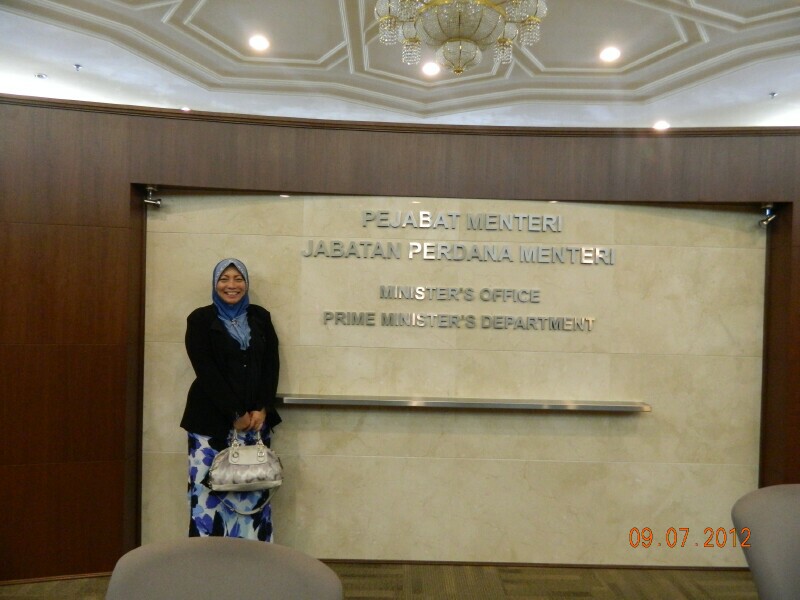 PEJABAT MENTERI
JABATAN PERDANA MENTERI
MINISTER'S OFFICE
PRIME MINISTER'S DEPARTMENT
09.07.2012